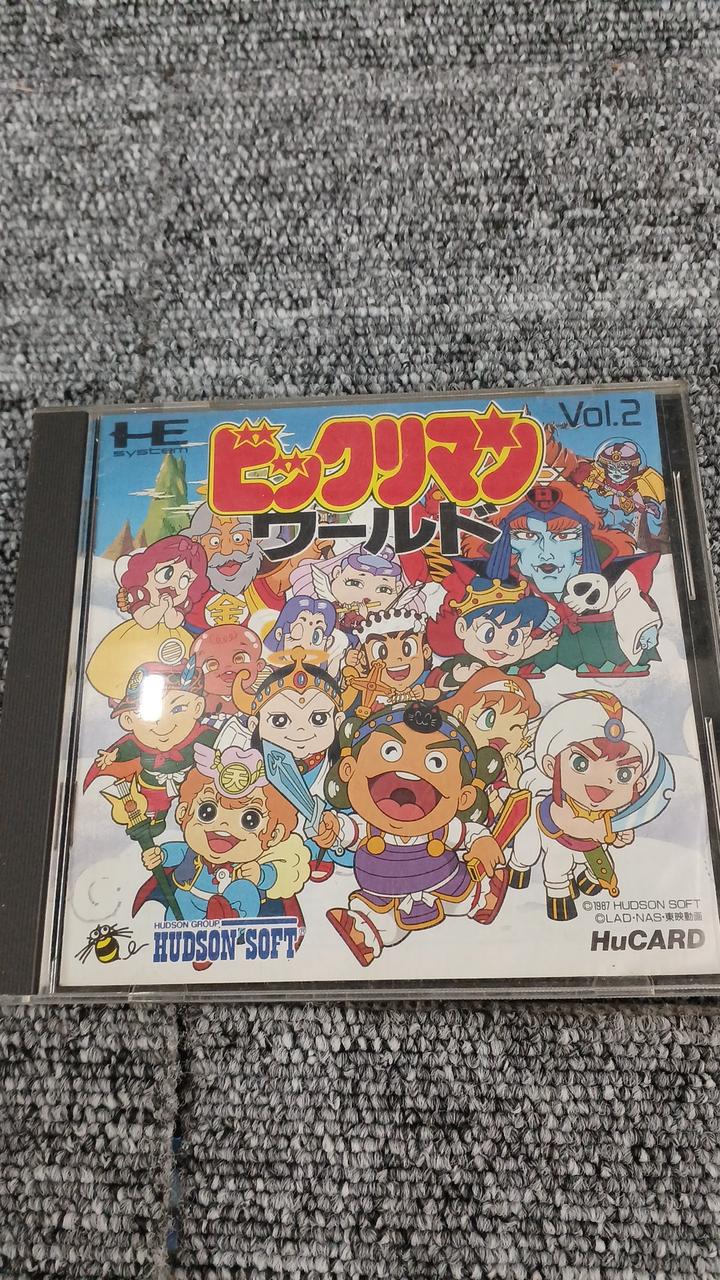 HE
system
ビックリマン
ワールド
Vol.2
金
天
HUDSON GROUP
HUDSON SOFT
©1987 HUDSON SOFT
©LAD·NAS·東映動画
HuCARD